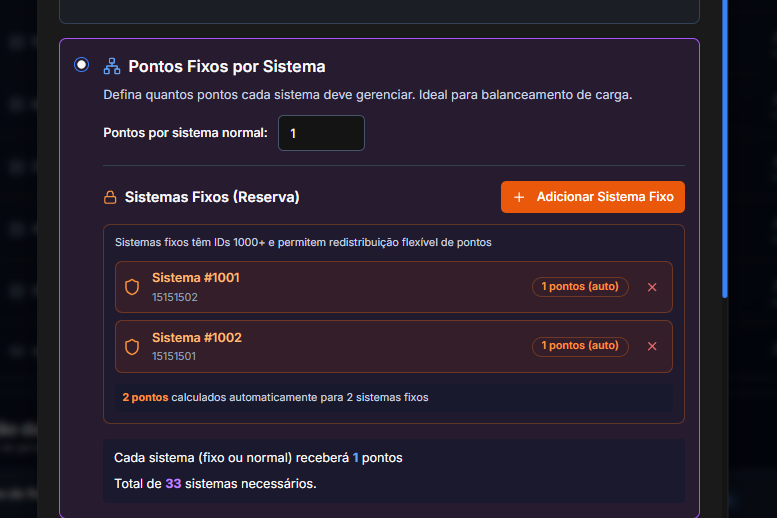 Pontos Fixos por Sistema
Defina quantos pontos cada sistema deve gerenciar. Ideal para balanceamento de carga.
Pontos por sistema normal: 1
Sistemas Fixos (Reserva)
+ Adicionar Sistema Fixo
Sistemas fixos têm IDs 1000+ e permitem redistribuição flexível de pontos
Sistema #1001
15151502
1 pontos (auto)
Sistema #1002
15151501
1 pontos (auto)
2 pontos calculados automaticamente para 2 sistemas fixos
Cada sistema (fixo ou normal) receberá 1 pontos
Total de 33 sistemas necessários.